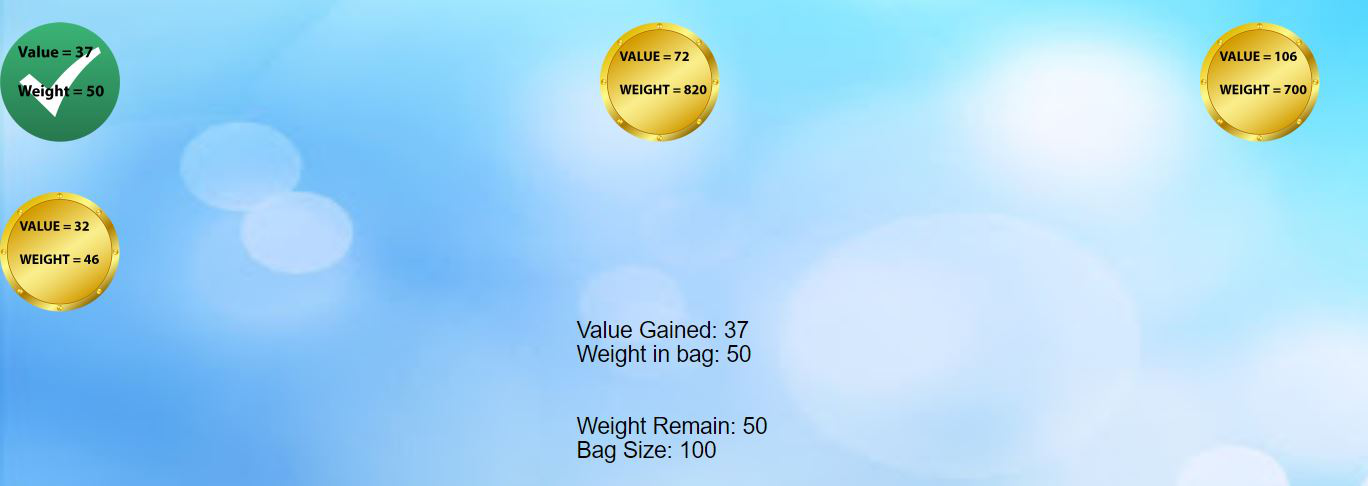 Value = 37
Weight = 50
VALUE = 72
WEIGHT = 820
VALUE = 106
WEIGHT = 700
VALUE = 32
WEIGHT = 46
Value Gained: 37
Weight in bag: 50
Weight Remain: 50
Bag Size: 100